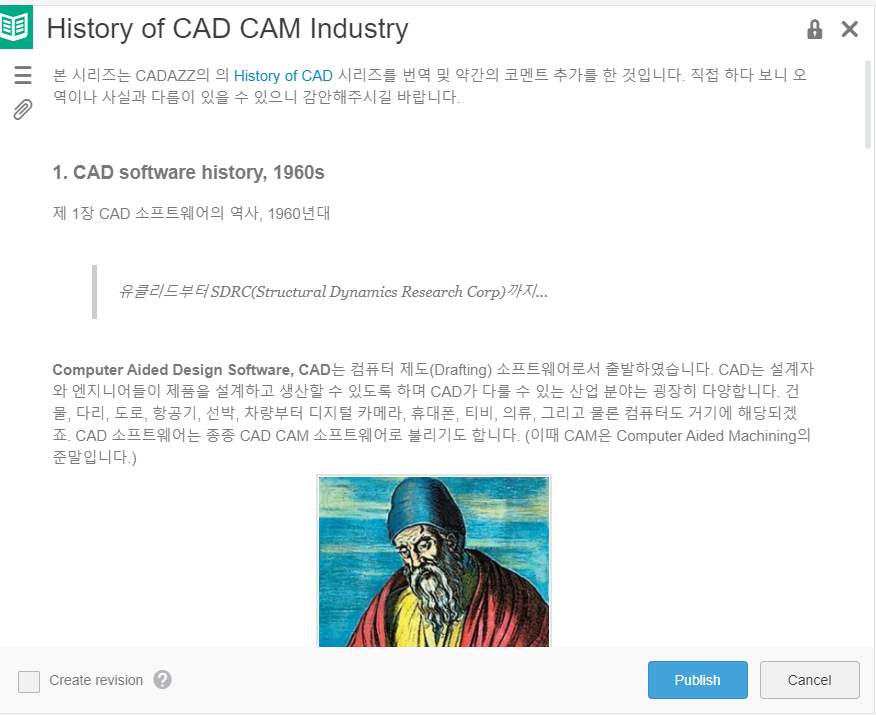 History of CAD CAM Industry
본 시리즈는 CADAZZ의 의 History of CAD 시리즈를 번역 및 약간의 코멘트 추가를 한 것입니다. 직접 하다 보니 오
역이나 사실과 다름이 있을 수 있으니 감안해주시길 바랍니다.
1. CAD software history, 1960s
제 1장 CAD 소프트웨어의 역사, 1960년대
유클리드부터 SDRC(Structural Dynamics Research Corp)까지...
Computer Aided Design Software, CAD는 컴퓨터 제도(Drafting) 소프트웨어로서 출발하였습니다. CAD는 설계자
와 엔지니어들이 제품을 설계하고 생산할 수 있도록 하며 CAD가 다룰 수 있는 산업 분야는 굉장히 다양합니다. 건
물, 다리, 도로, 항공기, 선박, 차량부터 디지털 카메라, 휴대폰, 티비, 의류, 그리고 물론 컴퓨터도 거기에 해당되겠
죠. CAD 소프트웨어는 종종 CAD CAM 소프트웨어로 불리기도 합니다. (이때 CAM은 Computer Aided Machining의
준말입니다.)
Create revision ?
Publish
Cancel